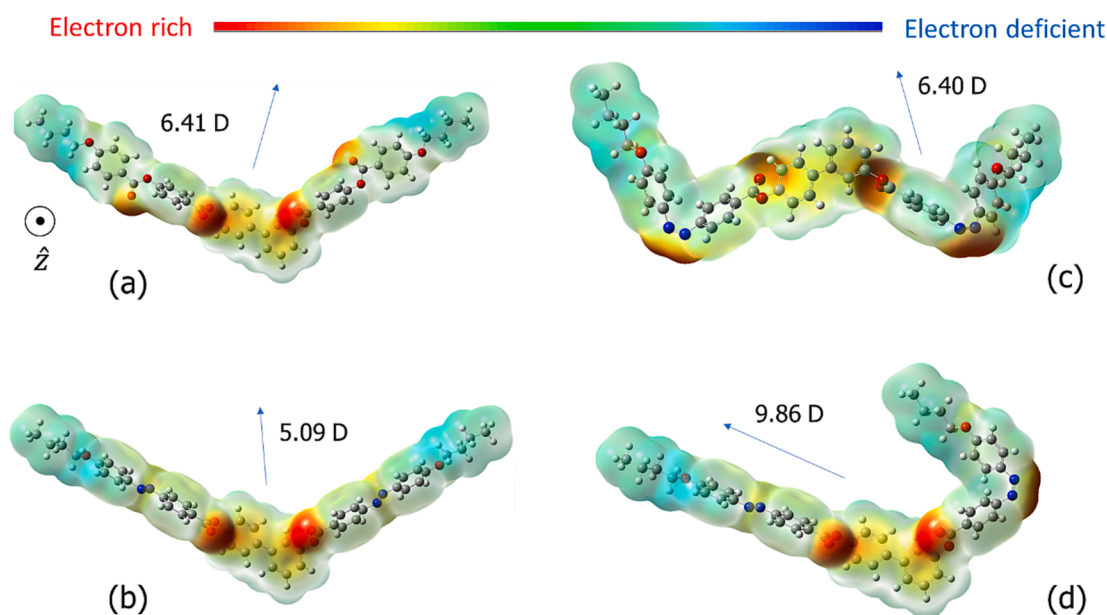 Electron rich
Electron deficient
6.41 D
6.40 D
ẑ
(a)
(c)
5.09 D
9.86 D
(b)
(d)